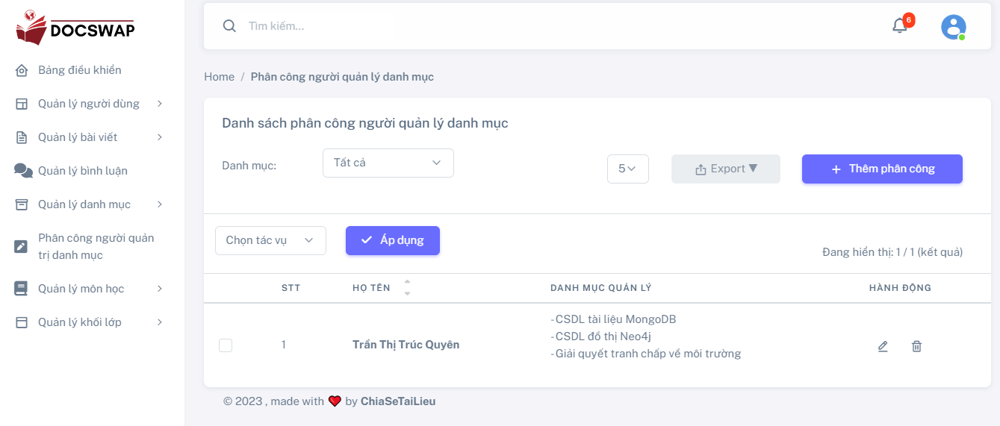 DOCSWAP
Bảng điều khiển
Quản lý người dùng
Quản lý bài viết
Quản lý bình luận
Quản lý danh mục
Phân công người quản
trị danh mục
Quản lý môn học
Quản lý khối lớp
Tìm kiếm...
6
Home / Phân công người quản lý danh mục
Danh sách phân công người quản lý danh mục
Danh mục: Tất cả 5 Export ▼ + Thêm phân công
Chọn tác vụ Áp dụng
Đang hiển thị: 1 / 1 (kết quả)
STT HỌ TÊN DANH MỤC QUẢN LÝ HÀNH ĐỘNG
1 Trần Thị Trúc Quyên
- CSDL tài liệu MongoDB
- CSDL đồ thị Neo4j
- Giải quyết tranh chấp về môi trường
© 2023 , made with ❤️ by ChiaSeTaiLieu